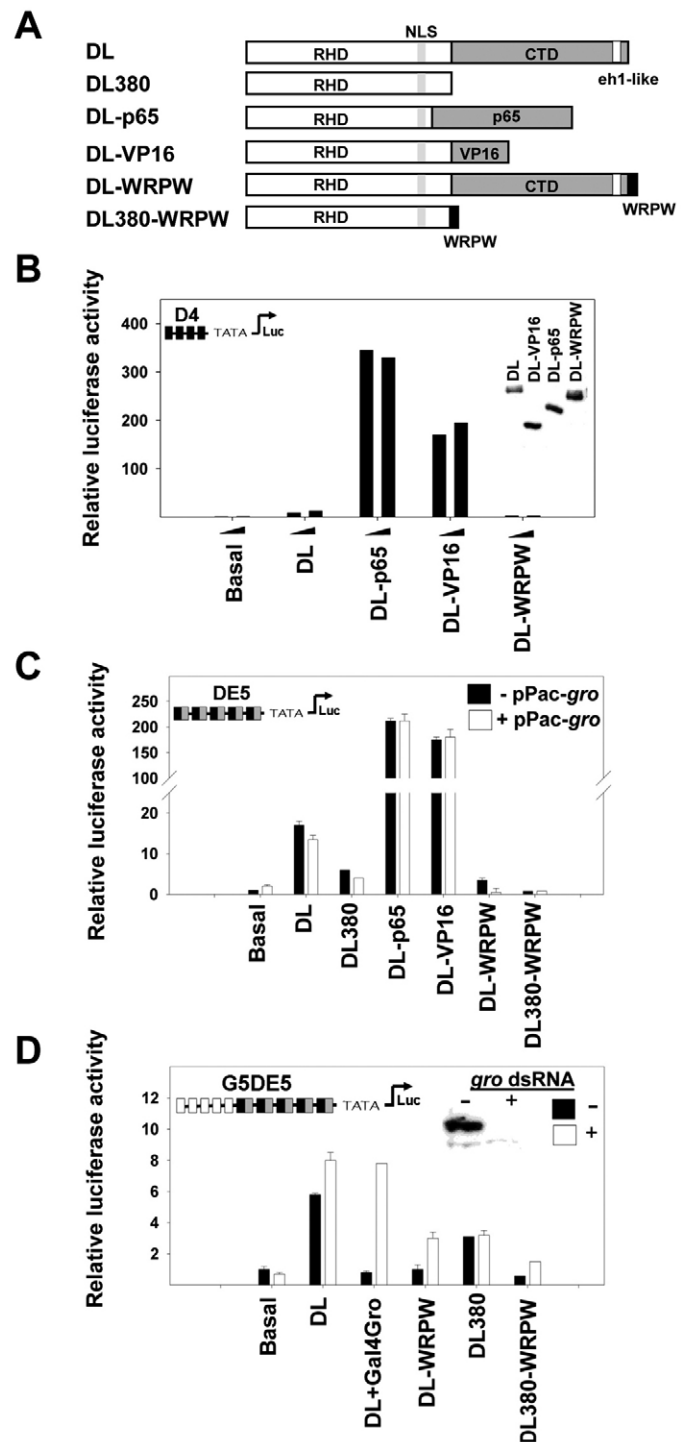 A
NLS
DL RHD CTD
eh1-like
DL380 RHD
DL-p65 RHD p65
DL-VP16 RHD VP16
DL-WRPW RHD CTD
WRPW
DL380-WRPW RHD
WRPW
B
Relative luciferase activity
400
300
200
100
D4
TATA
Luc
DL
DL-VP16
DL-p65
DL-WRPW
Basal
DL
DL-p65
DL-VP16
DL-WRPW
C
Relative luciferase activity
250
200
150
100
20
10
0
DE5
TATA
Luc
- pPac-gro
+ pPac-gro
Basal
DL
DL380
DL-p65
DL-VP16
DL-WRPW
DL380-WRPW
D
Relative luciferase activity
12
10
8
6
4
2
G5DE5
TATA
Luc
gro dsRNA
- +
-
+
Basal
DL
DL+Gal4Gro
DL-WRPW
DL380
DL380-WRPW